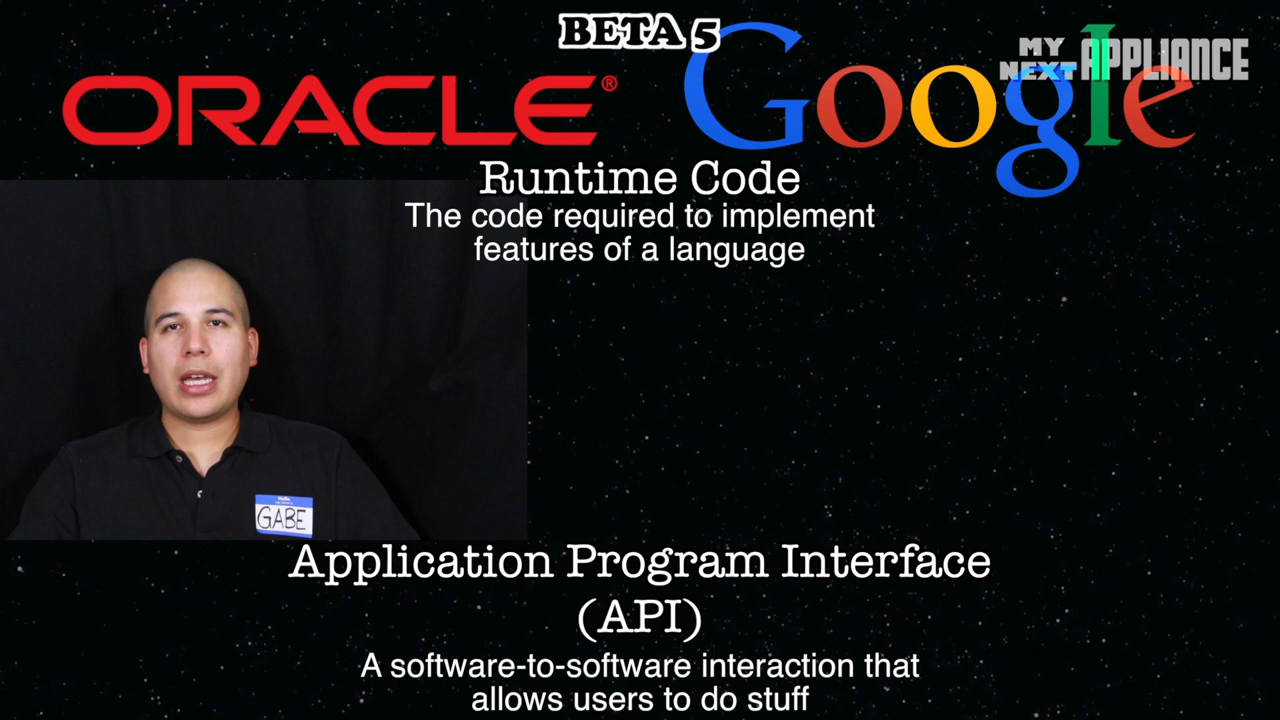 BETA 5
MY NEXT APPLIANCE
ORACLE®
Google
Runtime Code
The code required to implement
features of a language
Hello
GABE
Application Program Interface
(API)
A software-to-software interaction that
allows users to do stuff